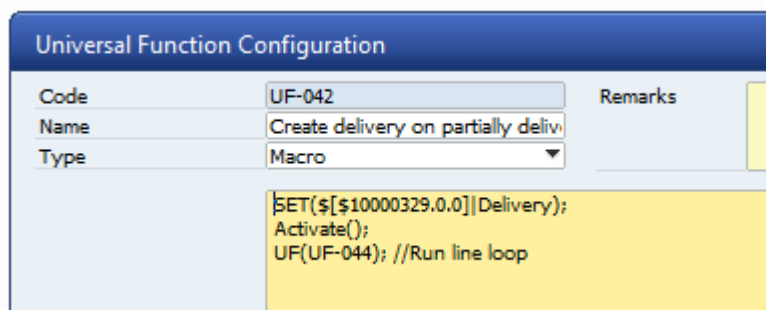 Universal Function Configuration
Code UF-042 Remarks
Name Create delivery on partially deliv
Type Macro
SET($[$10000329.0.0]|Delivery);
Activate();
UF(UF-044); //Run line loop